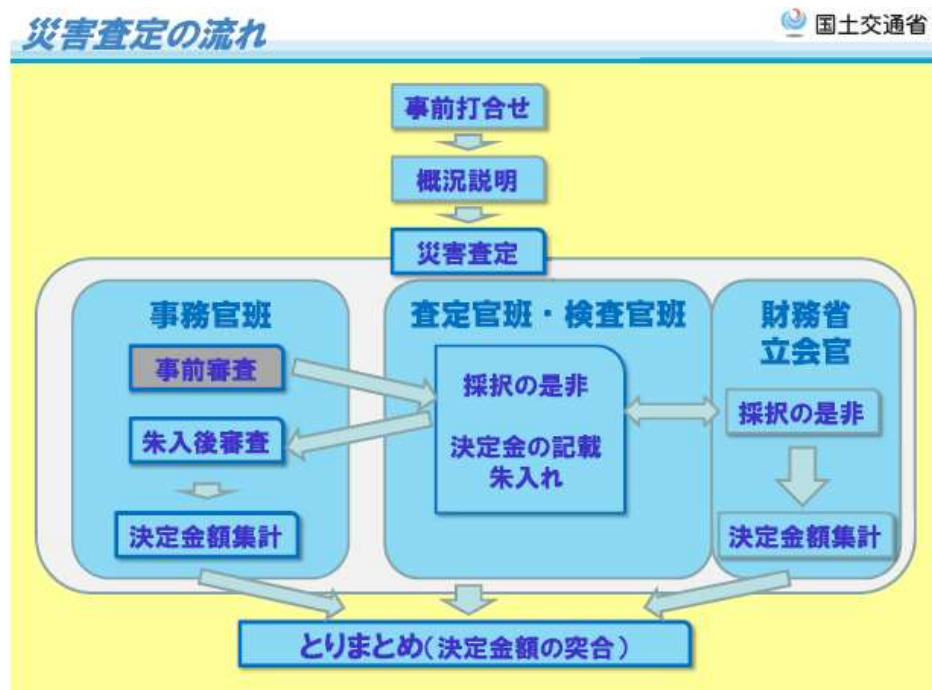 災害査定の流れ
国土交通省
事前打合せ
概況説明
災害査定
事務官班
事前審査
朱入後審査
決定金額集計
査定官班・検査官班
採択の是非
決定金の記載
朱入れ
財務省
立会官
採択の是非
決定金額集計
とりまとめ(決定金額の突合)